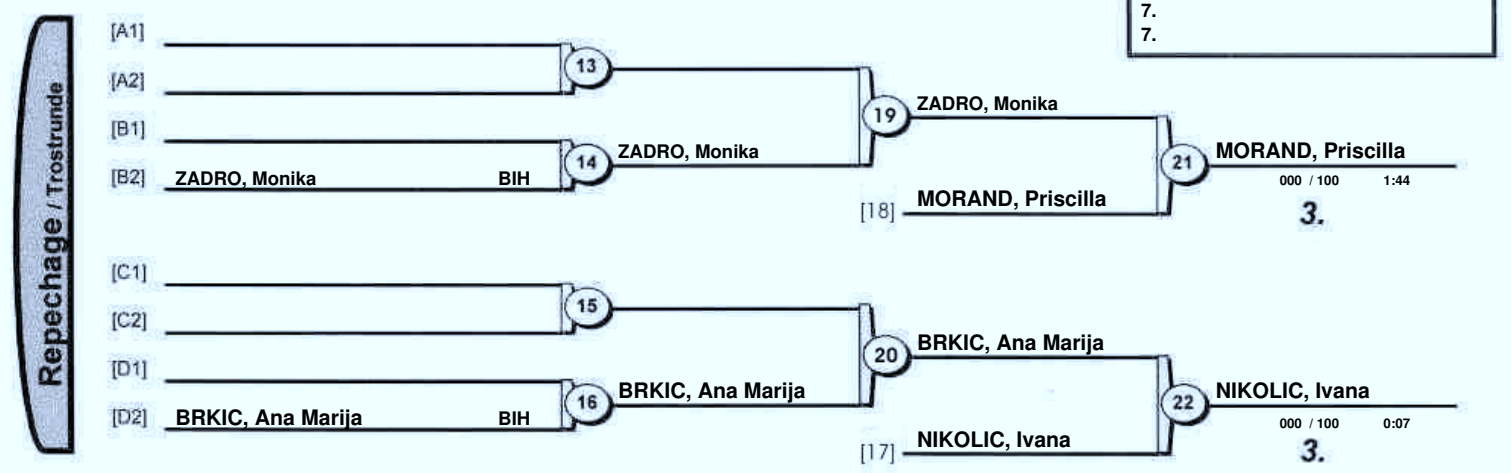 7.
7.
Repechage / Trostrunde
[A1]
13
[A2]
19 ZADRO, Monika
[B1]
14 ZADRO, Monika
21 MORAND, Priscilla
[B2] ZADRO, Monika BIH
000 / 100 1:44
[18] MORAND, Priscilla
3.
[C1]
15
[C2]
20 BRKIC, Ana Marija
[D1]
16 BRKIC, Ana Marija
22 NIKOLIC, Ivana
[D2] BRKIC, Ana Marija BIH
000 / 100 0:07
[17] NIKOLIC, Ivana
3.